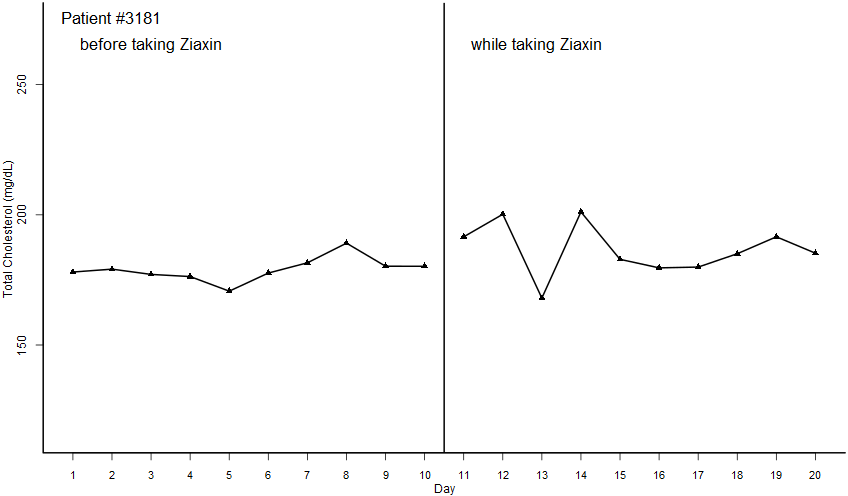 Patient #3181
before taking Ziaxin
while taking Ziaxin
Total Cholesterol (mg/dL)
250
200
150
1 2 3 4 5 6 7 8 9 10 11 12 13 14 15 16 17 18 19 20
Day